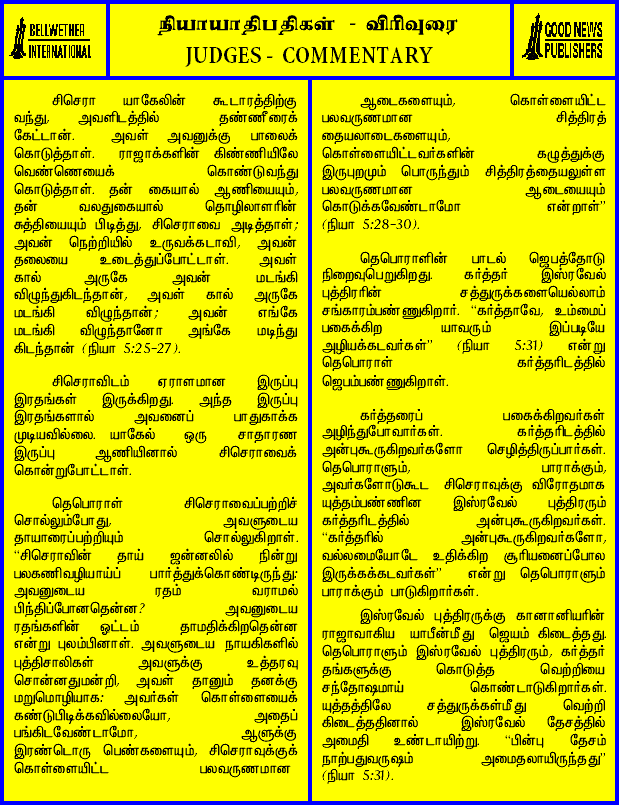 BELLWETHER
INTERNATIONAL
நியாயாதிபதிகள் - விரிவுரை
JUDGES - COMMENTARY
GOOD NEWS
PUBLISHERS
சிசெரா யாகேலின் கூடாரத்திற்கு
வந்து, அவளிடத்தில் தண்ணீரைக்
கேட்டான். அவள் அவனுக்கு பாலைக்
கொடுத்தாள். ராஜாக்களின் கிண்ணியிலே
வெண்ணெயைக் கொண்டுவந்து
கொடுத்தாள். தன் கையால் ஆணியையும்,
தன் வலதுகையால் தொழிலாளரின்
சுத்தியையும் பிடித்து, சிசெராவை அடித்தாள்;
அவன் நெற்றியில் உருவக்கடாவி, அவன்
தலையை உடைத்துப்போட்டாள். அவள்
கால் அருகே அவன் மடங்கி
விழுந்துகிடந்தான், அவள் கால் அருகே
மடங்கி விழுந்தான்; அவன் எங்கே
மடங்கி விழுந்தானோ அங்கே மடிந்து
கிடந்தான் (நியா 5:25-27).
சிசெராவிடம் ஏராளமான இருப்பு
இரதங்கள் இருக்கிறது. அந்த இருப்பு
இரதங்களால் அவனைப் பாதுகாக்க
முடியவில்லை. யாகேல் ஒரு சாதாரண
இருப்பு ஆணியினால் சிசெராவைக்
கொன்றுபோட்டாள்.
தெபொராள் சிசெராவைப்பற்றிச்
சொல்லும்போது, அவளுடைய
தாயாரைப்பற்றியும் சொல்லுகிறாள்.
“சிசெராவின் தாய் ஜன்னலில் நின்று
பலகணிவழியாய்ப் பார்த்துக்கொண்டிருந்து:
அவனுடைய ரதம் வராமல்
பிந்திப்போனதென்ன? அவனுடைய
ரதங்களின் ஓட்டம் தாமதிக்கிறதென்ன
என்று புலம்பினாள். அவளுடைய நாயகிகளில்
புத்திசாலிகள் அவளுக்கு உத்தரவு
சொன்னதுமன்றி, அவள் தானும் தனக்கு
மறுமொழியாக: அவர்கள் கொள்ளையைக்
கண்டுபிடிக்கவில்லையோ, அதைப்
பங்கிடவேண்டாமோ, ஆளுக்கு
இரண்டொரு பெண்களையும், சிசெராவுக்குக்
கொள்ளையிட்ட பலவருணமான
ஆடைகளையும், கொள்ளையிட்ட
பலவருணமான சித்திரத்
தையலாடைகளையும்,
கொள்ளையிட்டவர்களின் கழுத்துக்கு
இருபுறமும் பொருந்தும் சித்திரத்தையலுள்ள
பலவருணமான ஆடையையும்
கொடுக்கவேண்டாமோ என்றாள்”
(நியா 5:28-30).
தெபொராளின் பாடல் ஜெபத்தோடு
நிறைவுபெறுகிறது. கர்த்தர் இஸ்ரவேல்
புத்திரரின் சத்துருக்களையெல்லாம்
சங்காரம்பண்ணுகிறார். “கர்த்தாவே, உம்மைப்
பகைக்கிற யாவரும் இப்படியே
அழியக்கடவர்கள்” (நியா 5:31) என்று
தெபொராள் கர்த்தரிடத்தில்
ஜெபம்பண்ணுகிறாள்.
கர்த்தரைப் பகைக்கிறவர்கள்
அழிந்துபோவார்கள். கர்த்தரிடத்தில்
அன்புகூருகிறவர்களோ செழித்திருப்பார்கள்.
தெபொராளும், பாராக்கும்,
அவர்களோடுகூட சிசெராவுக்கு விரோதமாக
யுத்தம்பண்ணின இஸ்ரவேல் புத்திரரும்
கர்த்தரிடத்தில் அன்புகூருகிறவர்கள்.
“கர்த்தரில் அன்புகூருகிறவர்களோ,
வல்லமையோடே உதிக்கிற சூரியனைப்போல
இருக்கக்கடவர்கள்” என்று தெபொராளும்
பாராக்கும் பாடுகிறார்கள்.
இஸ்ரவேல் புத்திரருக்கு கானானியரின்
ராஜாவாகிய யாபீன்மீது ஜெயம் கிடைத்தது.
தெபொராளும் இஸ்ரவேல் புத்திரரும், கர்த்தர்
தங்களுக்கு கொடுத்த வெற்றியை
சந்தோஷமாய் கொண்டாடுகிறார்கள்.
யுத்தத்திலே சத்துருக்கள்மீது வெற்றி
கிடைத்ததினால் இஸ்ரவேல் தேசத்தில்
அமைதி உண்டாயிற்று. “பின்பு தேசம்
நாற்பதுவருஷம் அமைதலாயிருந்தது”
(நியா 5:31).